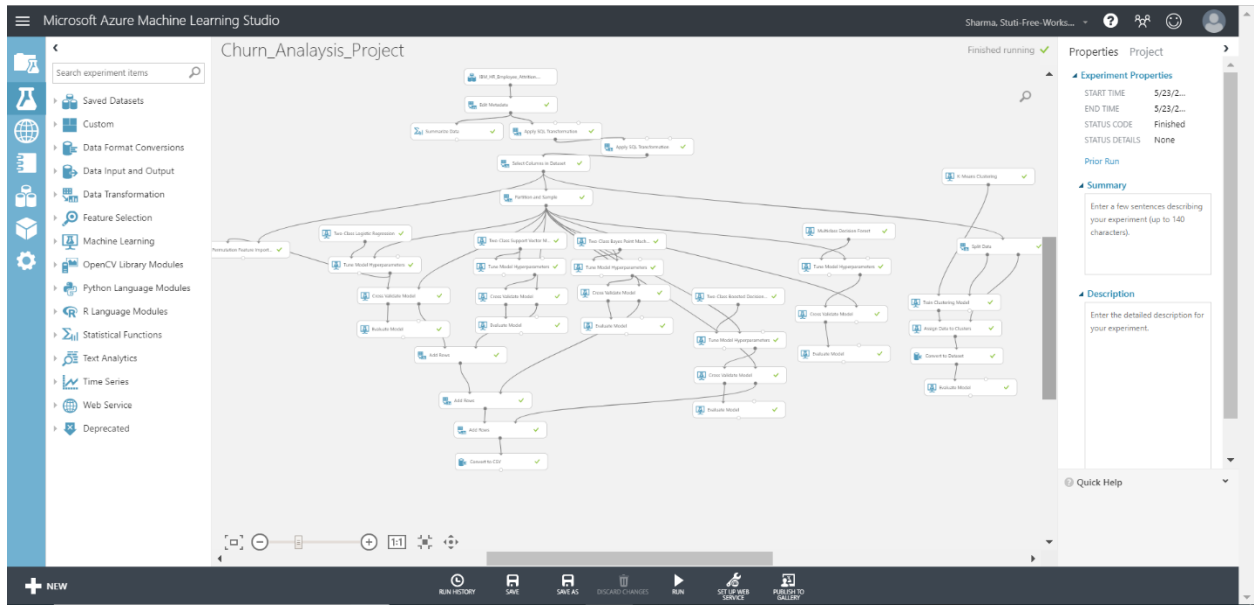 Microsoft Azure Machine Learning Studio
Sharma, Stuti-Free-Works...
Search experiment items
Saved Datasets
Custom
Data Format Conversions
Data Input and Output
Data Transformation
Feature Selection
Machine Learning
OpenCV Library Modules
Python Language Modules
R Language Modules
Statistical Functions
Text Analytics
Time Series
Web Service
Deprecated
Churn_Analaysis_Project
Finished running
IBM_HR_Employee_Attrition...
Edit Metadata
Summarize Data
Apply SQL Transformation
Apply SQL Transformation
Select Columns in Dataset
K-Means Clustering
Partition and Sample
Two-Class Logistic Regression
Two-Class Support Vector M...
Two-Class Bayes Point Mach...
Multiclass Decision Forest
Permutation Feature Import...
Split Data
Tune Model Hyperparameters
Tune Model Hyperparameters
Tune Model Hyperparameters
Tune Model Hyperparameters
Cross Validate Model
Cross Validate Model
Cross Validate Model
Two-Class Boosted Decision...
Train Clustering Model
Cross Validate Model
Evaluate Model
Evaluate Model
Evaluate Model
Assign Data to Clusters
Tune Model Hyperparameters
Add Rows
Evaluate Model
Convert to Dataset
Cross Validate Model
Evaluate Model
Add Rows
Evaluate Model
Add Rows
Convert to CSV
1:1
Properties Project
Experiment Properties
START TIME 5/23/2...
END TIME 5/23/2...
STATUS CODE Finished
STATUS DETAILS None
Prior Run
Summary
Enter a few sentences describing
your experiment (up to 140
characters).
Description
Enter the detailed description for
your experiment.
Quick Help
NEW
RUN HISTORY
SAVE
SAVE AS
DISCARD CHANGES
RUN
SET UP WEB
SERVICE
PUBLISH TO
GALLERY